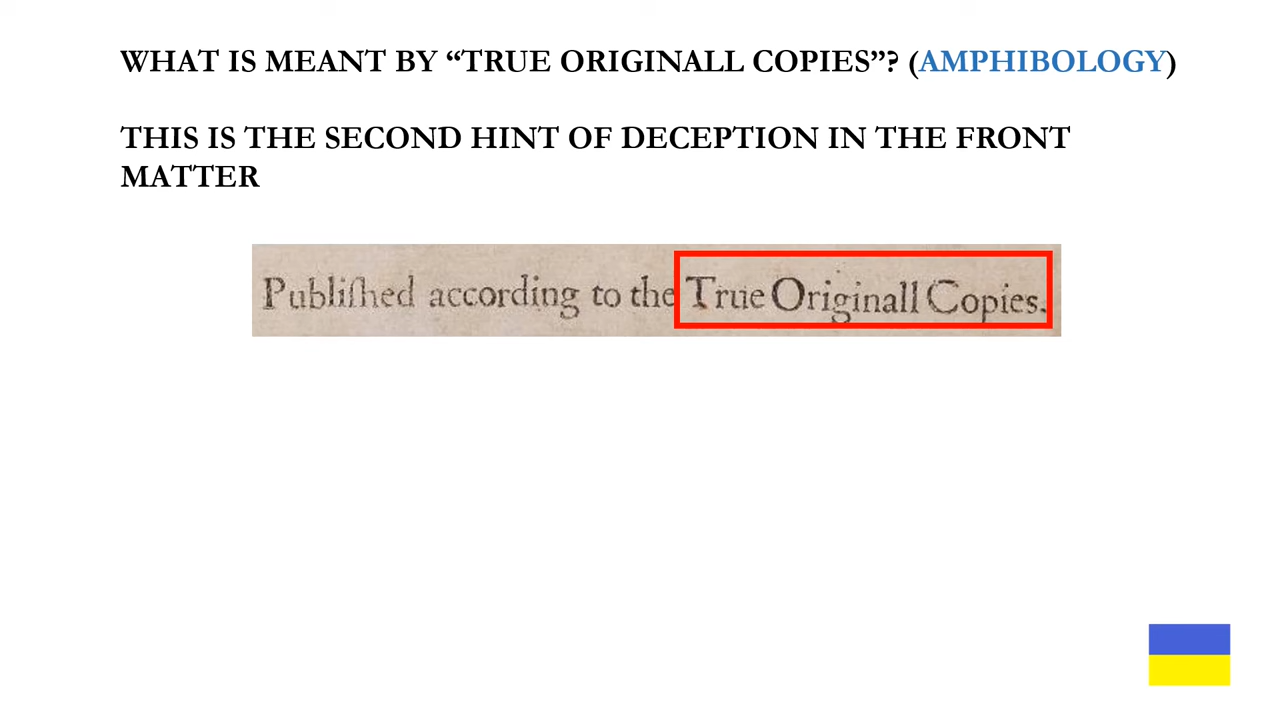 WHAT IS MEANT BY “TRUE ORIGINALL COPIES”? (AMPHIBOLOGY)
THIS IS THE SECOND HINT OF DECEPTION IN THE FRONT
MATTER
Publiſhed according to the True Originall Copies.